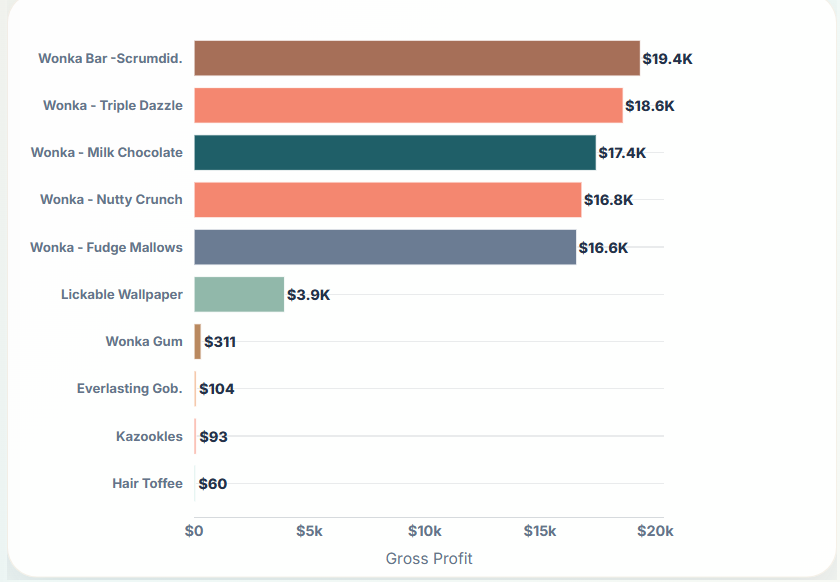 Wonka Bar -Scrumdid. $19.4K
Wonka - Triple Dazzle $18.6K
Wonka - Milk Chocolate $17.4K
Wonka - Nutty Crunch $16.8K
Wonka - Fudge Mallows $16.6K
Lickable Wallpaper $3.9K
Wonka Gum $311
Everlasting Gob. $104
Kazookles $93
Hair Toffee $60
$0 $5k $10k $15k $20k
Gross Profit